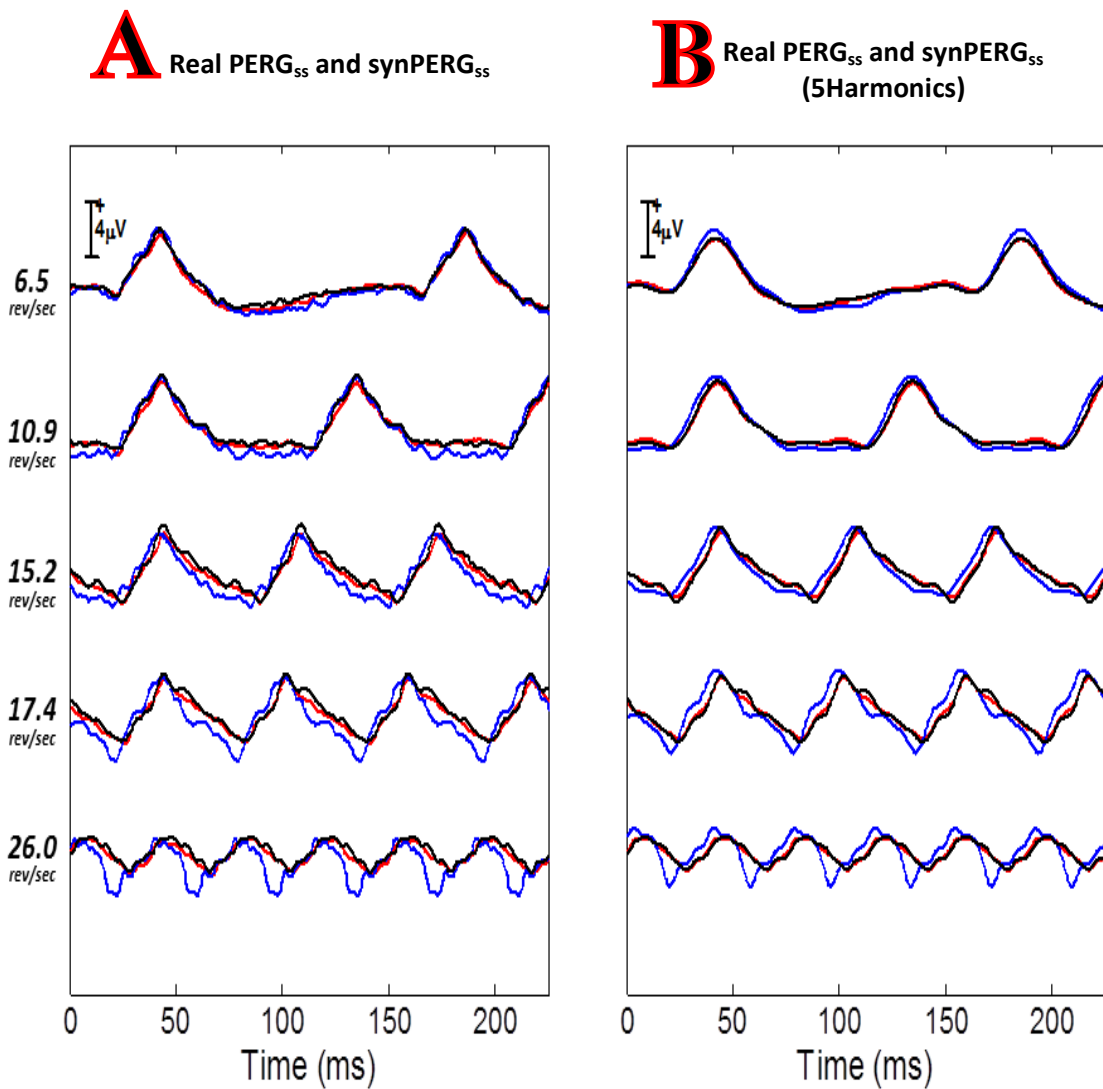 A Real PERGss and synPERGss
B Real PERGss and synPERGss
(5Harmonics)
+
4μV
+
4μV
6.5
rev/sec
10.9
rev/sec
15.2
rev/sec
17.4
rev/sec
26.0
rev/sec
0 50 100 150 200
Time (ms)
0 50 100 150 200
Time (ms)